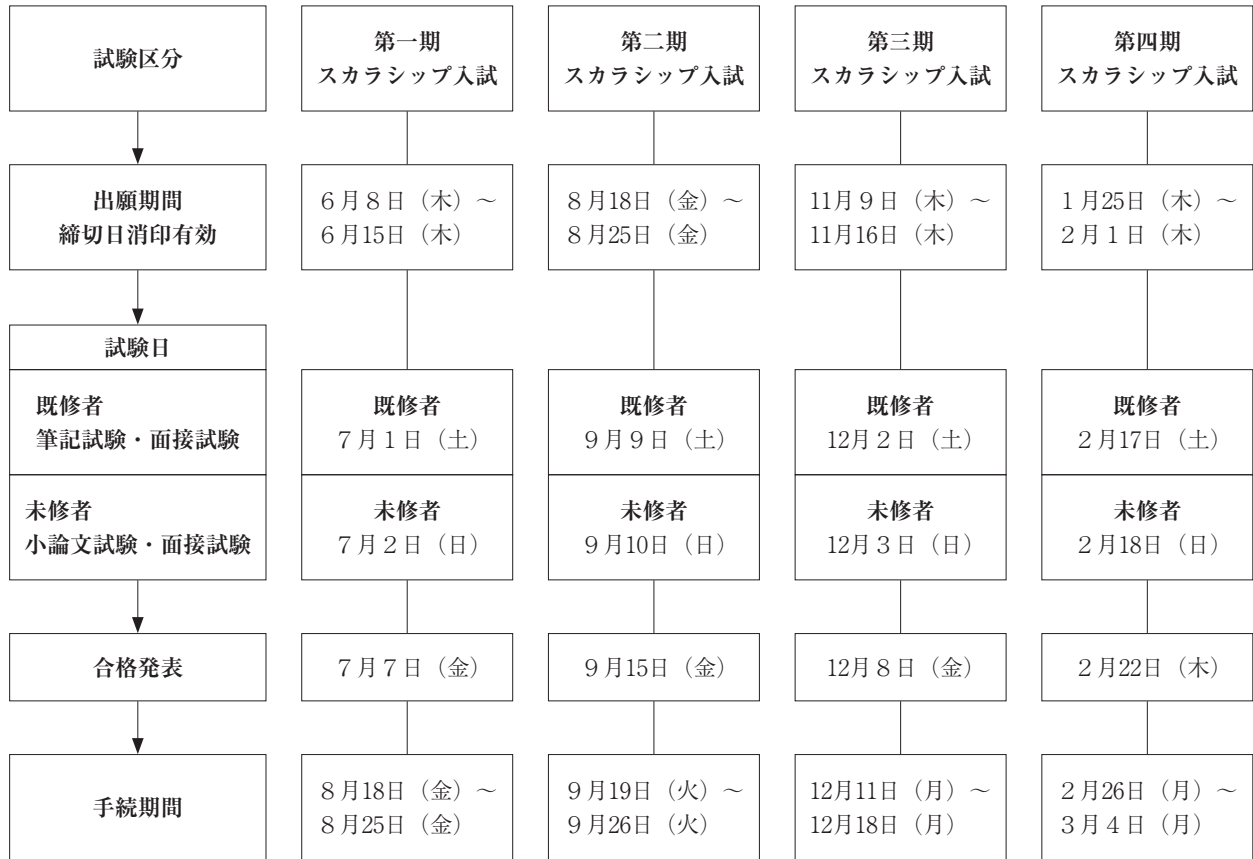 試験区分
第一期
スカラシップ入試
第二期
スカラシップ入試
第三期
スカラシップ入試
第四期
スカラシップ入試
出願期間
締切日消印有効
6月8日（木）～
6月15日（木）
8月18日（金）～
8月25日（金）
11月9日（木）～
11月16日（木）
1月25日（木）～
2月1日（木）
試験日
既修者
筆記試験・面接試験
既修者
7月1日（土）
既修者
9月9日（土）
既修者
12月2日（土）
既修者
2月17日（土）
未修者
小論文試験・面接試験
未修者
7月2日（日）
未修者
9月10日（日）
未修者
12月3日（日）
未修者
2月18日（日）
合格発表
7月7日（金）
9月15日（金）
12月8日（金）
2月22日（木）
手続期間
8月18日（金）～
8月25日（金）
9月19日（火）～
9月26日（火）
12月11日（月）～
12月18日（月）
2月26日（月）～
3月4日（月）